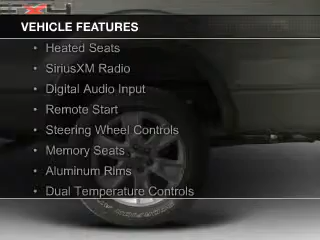 VEHICLE FEATURES
• Heated Seats
• SiriusXM Radio
• Digital Audio Input
• Remote Start
• Steering Wheel Controls
• Memory Seats
• Aluminum Rims
• Dual Temperature Controls